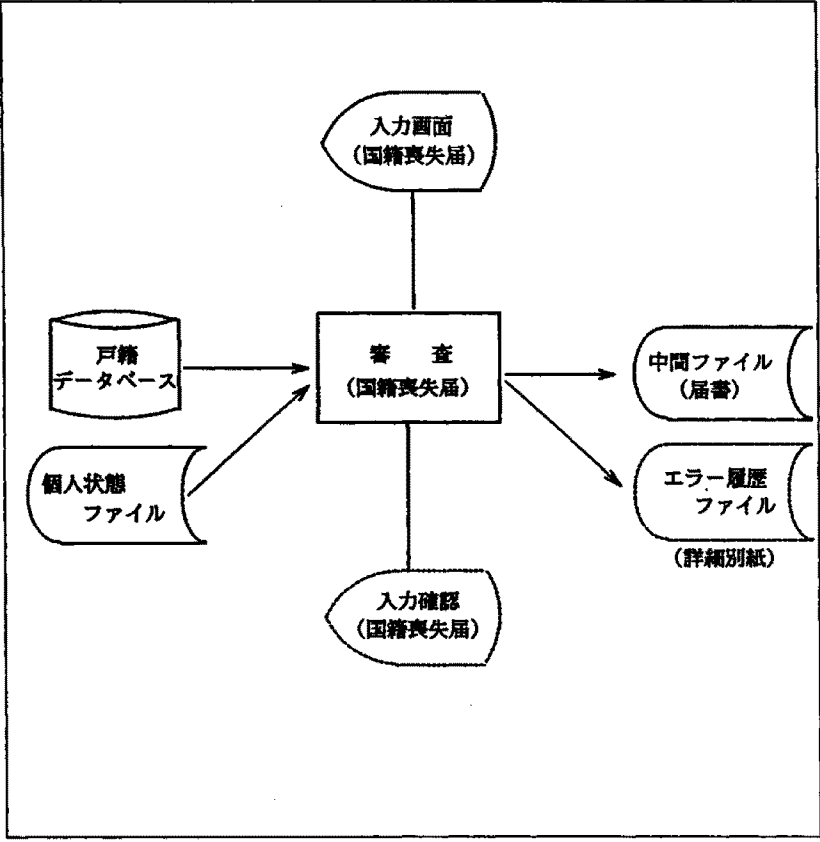 入力画面
(国籍喪失届)
戸籍
データベース
審 査
(国籍喪失届)
中間ファイル
(届書)
個人状態
ファイル
エラー履歴
ファイル
(詳細別紙)
入力確認
(国籍喪失届)